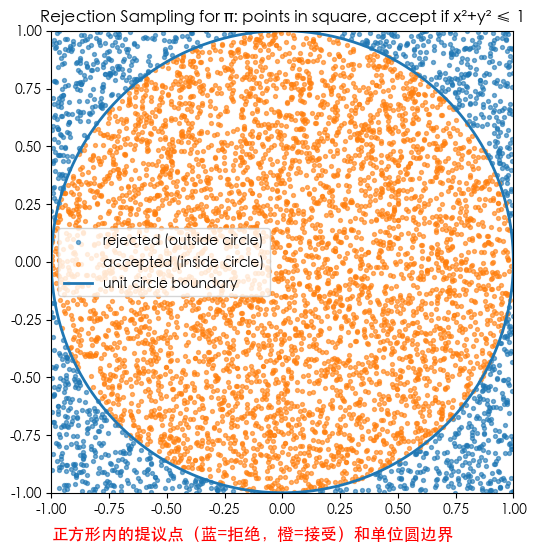 Rejection Sampling for π: points in square, accept if x²+y² ⩽ 1
1.00
0.75
0.50
0.25
0.00
-0.25
-0.50
-0.75
-1.00
rejected (outside circle)
accepted (inside circle)
unit circle boundary
-1.00 -0.75 -0.50 -0.25 0.00 0.25 0.50 0.75 1.00
正方形内的提议点（蓝=拒绝，橙=接受）和单位圆边界